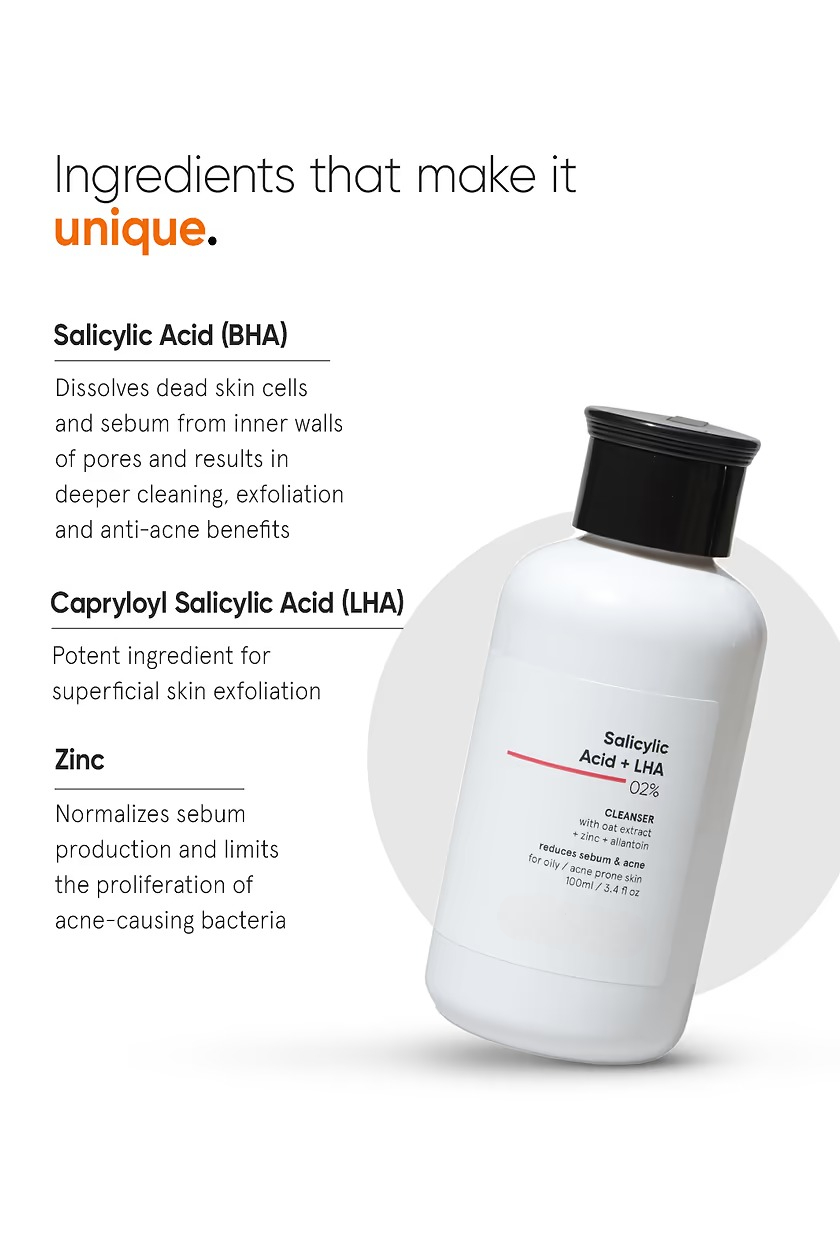 Ingredients that make it
unique.
Salicylic Acid (BHA)
Dissolves dead skin cells
and sebum from inner walls
of pores and results in
deeper cleaning, exfoliation
and anti-acne benefits
Capryloyl Salicylic Acid (LHA)
Potent ingredient for
superficial skin exfoliation
Zinc
Normalizes sebum
production and limits
the proliferation of
acne-causing bacteria
Salicylic
Acid + LHA
02%
CLEANSER
with oat extract
+ zinc + allantoin
reduces sebum & acne
for oily / acne prone skin
100ml / 3.4 fl oz